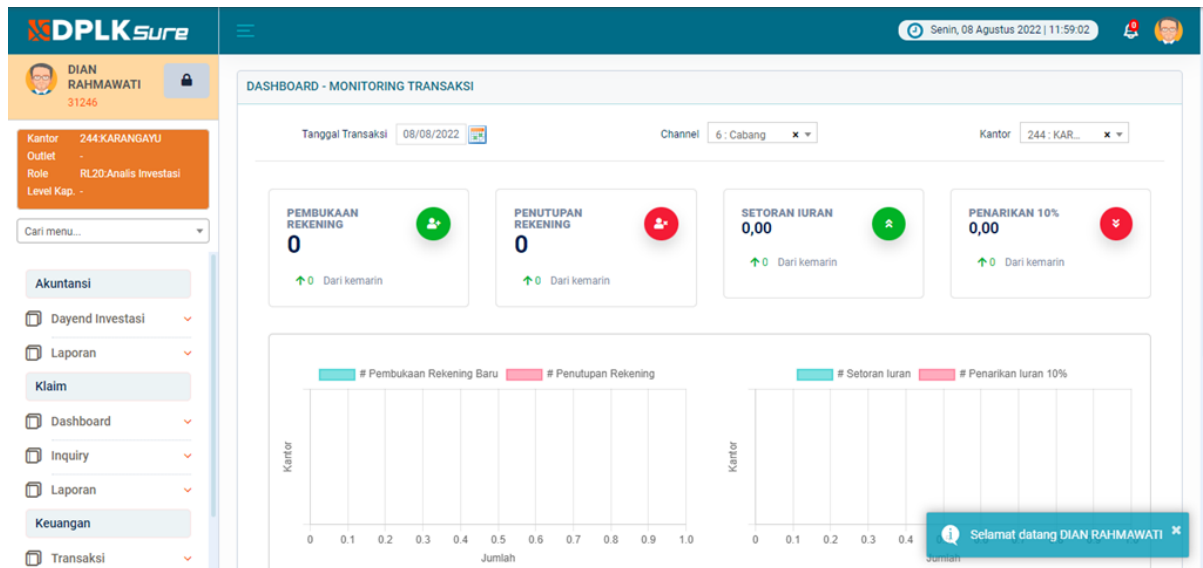 DPLKSure
Senin, 08 Agustus 2022 | 11:59:02
DIAN
RAHMAWATI
31246
Kantor 244:KARANGAYU
Outlet -
Role RL20:Analis Investasi
Level Kap. -
Cari menu...
Akuntansi
Dayend Investasi
Laporan
Klaim
Dashboard
Inquiry
Laporan
Keuangan
Transaksi
DASHBOARD - MONITORING TRANSAKSI
Tanggal Transaksi 08/08/2022 Channel 6 : Cabang x Kantor 244 : KAR... x
PEMBUKAAN
REKENING
0
0 Dari kemarin
PENUTUPAN
REKENING
0
0 Dari kemarin
SETORAN IURAN
0,00
0 Dari kemarin
PENARIKAN 10%
0,00
0 Dari kemarin
# Pembukaan Rekening Baru # Penutupan Rekening
Kantor
0 0.1 0.2 0.3 0.4 0.5 0.6 0.7 0.8 0.9 1.0
Jumlah
# Setoran Iuran # Penarikan Iuran 10%
Kantor
0 0.1 0.2 0.3 0.4
Jumlah
Selamat datang DIAN RAHMAWATI ×